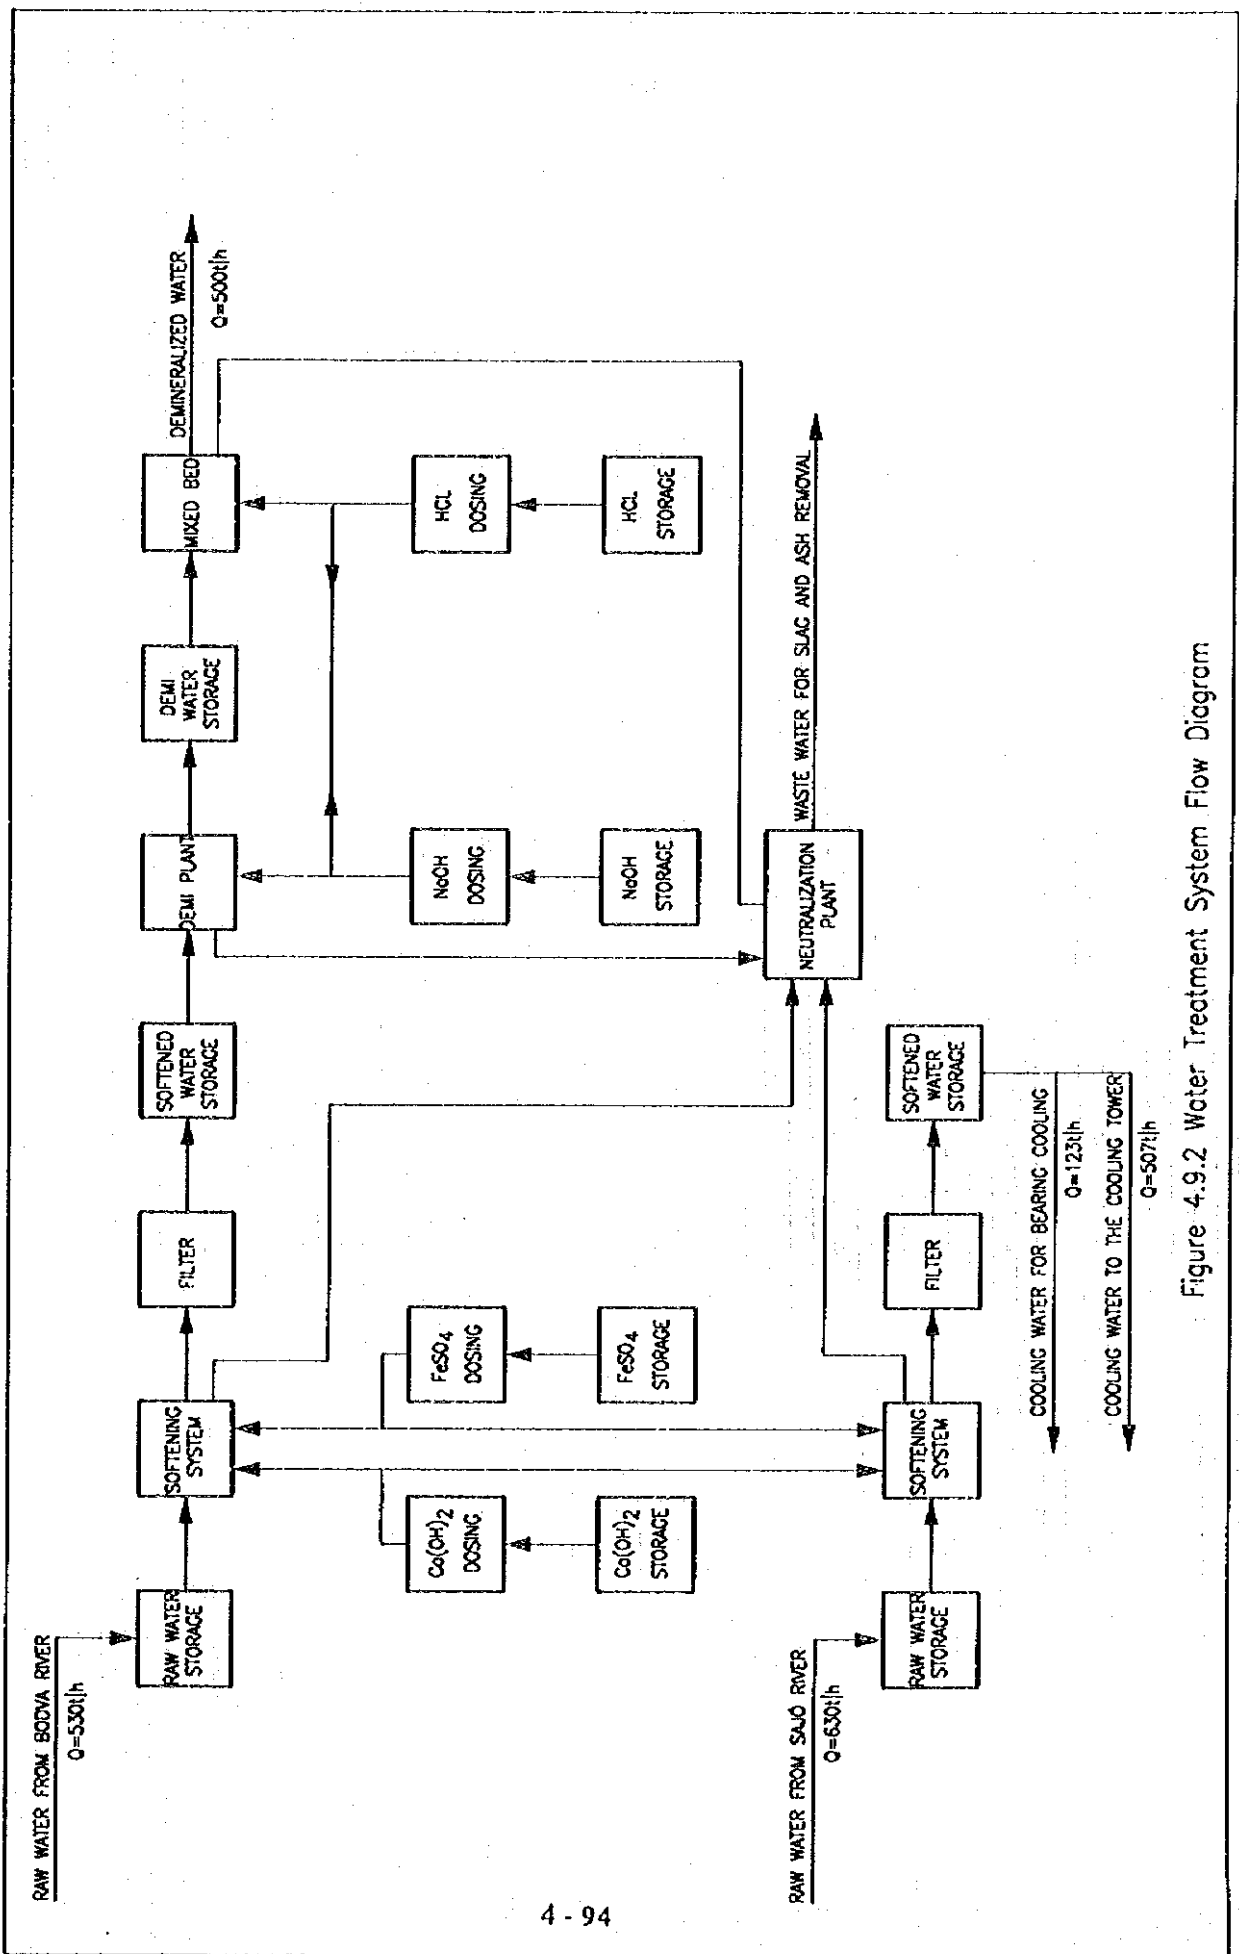 RAW WATER FROM BODVA RIVER
Q=530t|h
RAW WATER
STORAGE
SOFTENING
SYSTEM
FILTER
SOFTENED
WATER
STORAGE
DEMI PLANT
DEMI
WATER
STORAGE
MIXED BED
DEMINERALIZED WATER
Q=500t|h
Ca(OH)2
DOSING
FeSO4
DOSING
NaOH
DOSING
HCL
DOSING
Ca(OH)2
STORAGE
FeSO4
STORAGE
NaOH
STORAGE
HCL
STORAGE
NEUTRALIZATION
PLANT
WASTE WATER FOR SLAG AND ASH REMOVAL
RAW WATER FROM SAJÓ RIVER
Q=630t|h
RAW WATER
STORAGE
SOFTENING
SYSTEM
FILTER
SOFTENED
WATER
STORAGE
COOLING WATER FOR BEARING COOLING
Q=123t|h
COOLING WATER TO THE COOLING TOWER
Q=507t|h
Figure 4.9.2 Water Treatment System Flow Diagram
4 - 94